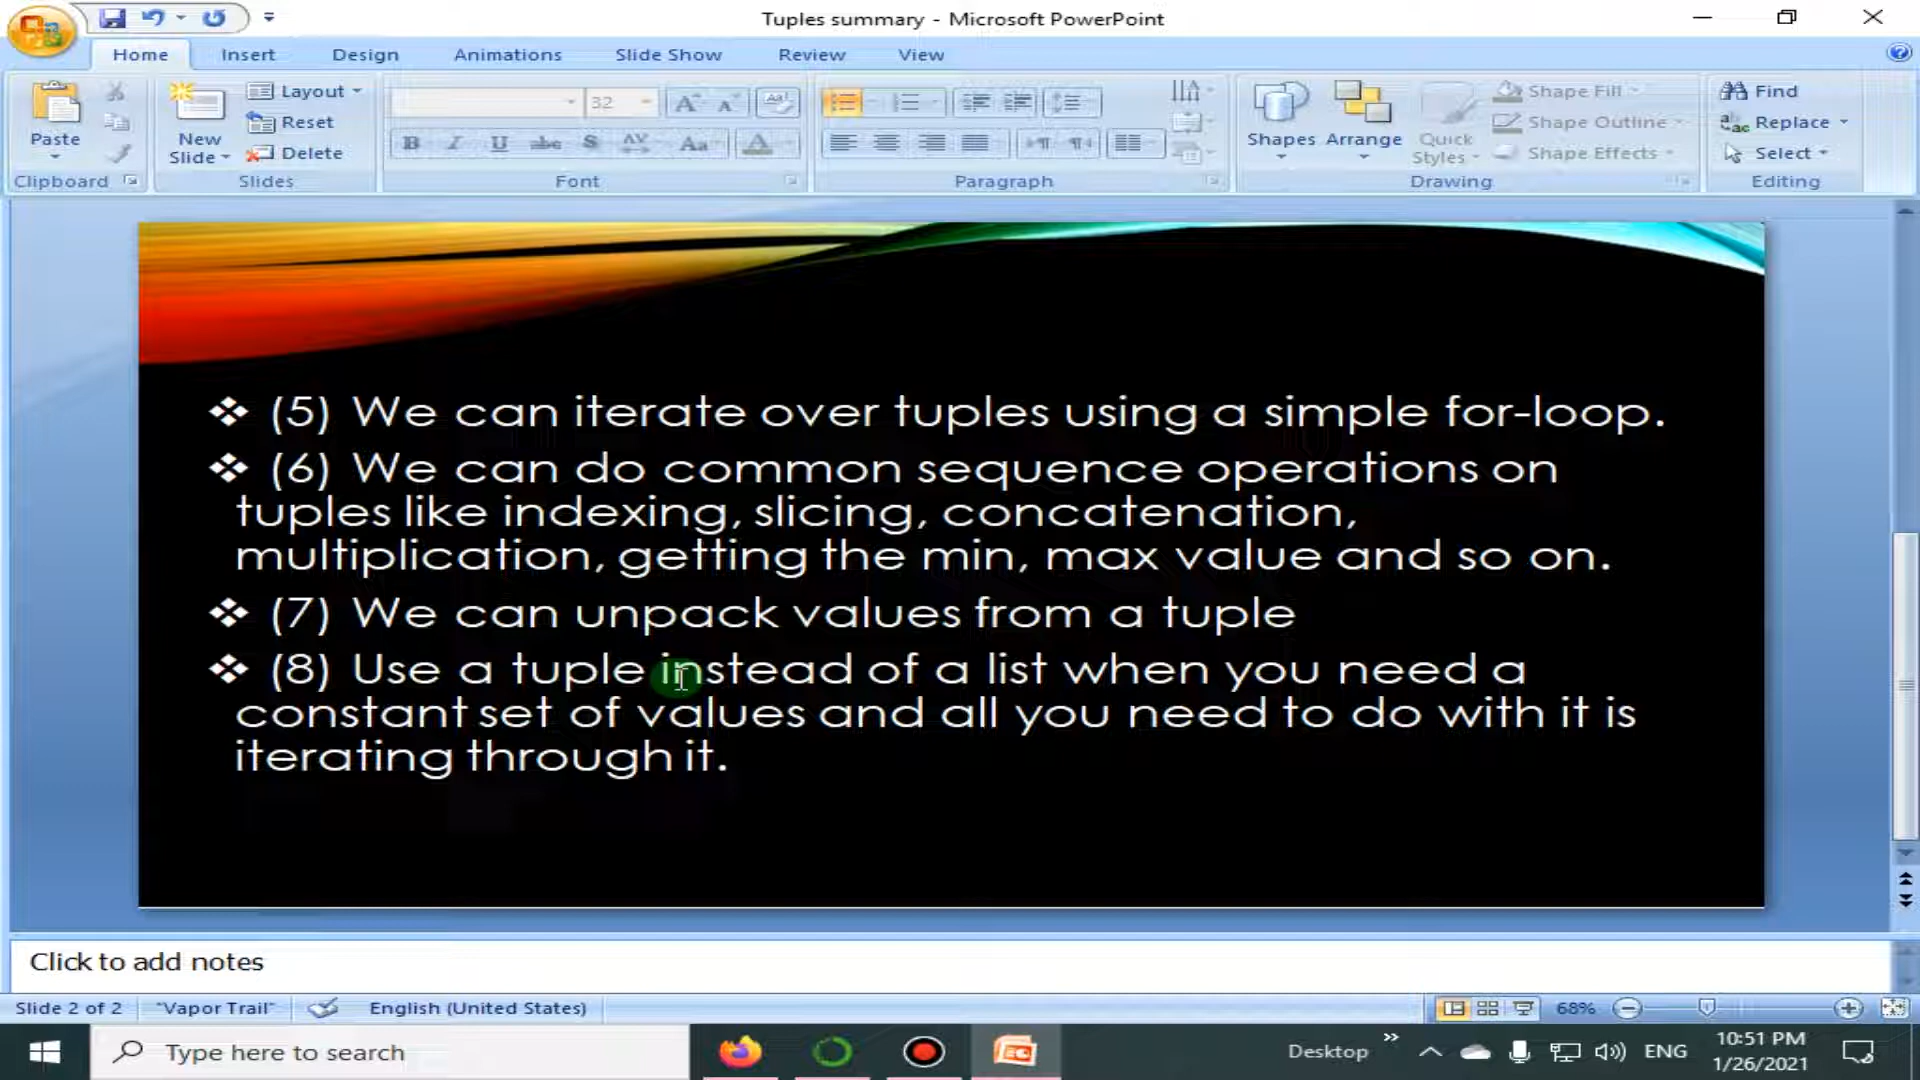 Tuples summary - Microsoft PowerPoint
Home Insert Design Animations Slide Show Review View
Paste
Clipboard
New Slide
Layout
Reset
Delete
Slides
32
Font
Paragraph
Shapes
Arrange
Quick Styles
Shape Fill
Shape Outline
Shape Effects
Drawing
Find
Replace
Select
Editing
❖ (5) We can iterate over tuples using a simple for-loop.
❖ (6) We can do common sequence operations on
tuples like indexing, slicing, concatenation,
multiplication, getting the min, max value and so on.
❖ (7) We can unpack values from a tuple
❖ (8) Use a tuple instead of a list when you need a
constant set of values and all you need to do with it is
iterating through it.
Click to add notes
Slide 2 of 2 "Vapor Trail" English (United States) 68%
Type here to search
Desktop
ENG
10:51 PM
1/26/2021